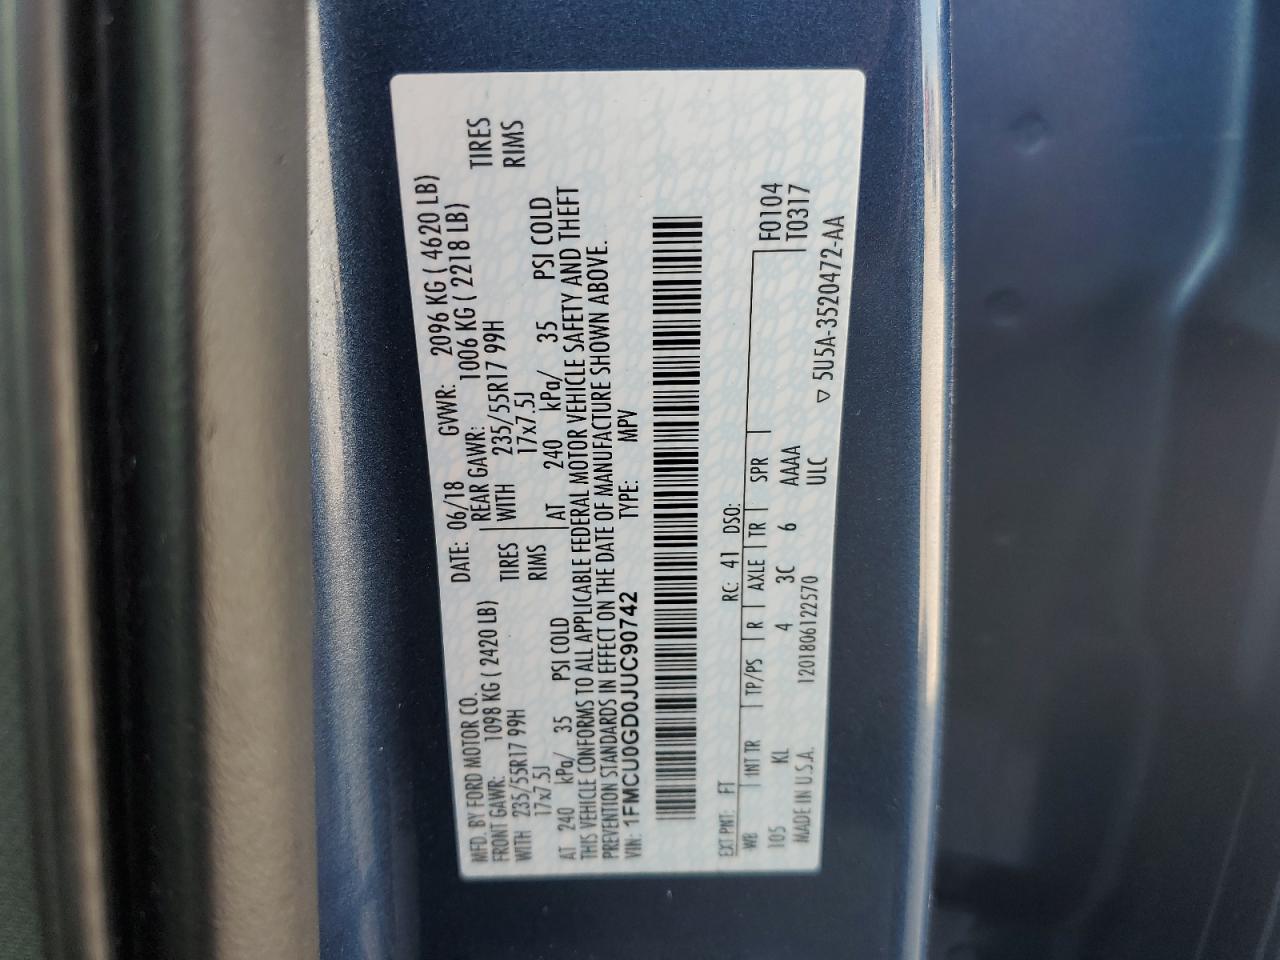 MFD. BY FORD MOTOR CO.
DATE: 06/18 GVWR: 2096 KG ( 4620 LB)
FRONT GAWR: 1098 KG ( 2420 LB)
REAR GAWR: 1006 KG ( 2218 LB)
WITH 235/55R17 99H TIRES
WITH 235/55R17 99H TIRES
17x7.5J RIMS
17x7.5J RIMS
AT 240 kPa/ 35 PSI COLD
AT 240 kPa/ 35 PSI COLD
THIS VEHICLE CONFORMS TO ALL APPLICABLE FEDERAL MOTOR VEHICLE SAFETY AND THEFT
PREVENTION STANDARDS IN EFFECT ON THE DATE OF MANUFACTURE SHOWN ABOVE.
VIN: 1FMCU0GD0JUC90742 TYPE: MPV
EXT PNT: FT RC: 41 DSO:
WB INT TR TP/PS R AXLE TR SPR F0104
105 KL 4 3C 6 AAAA T0317
MADE IN U.S.A. 1201806122570 ULC ▽ 5U5A-3520472-AA